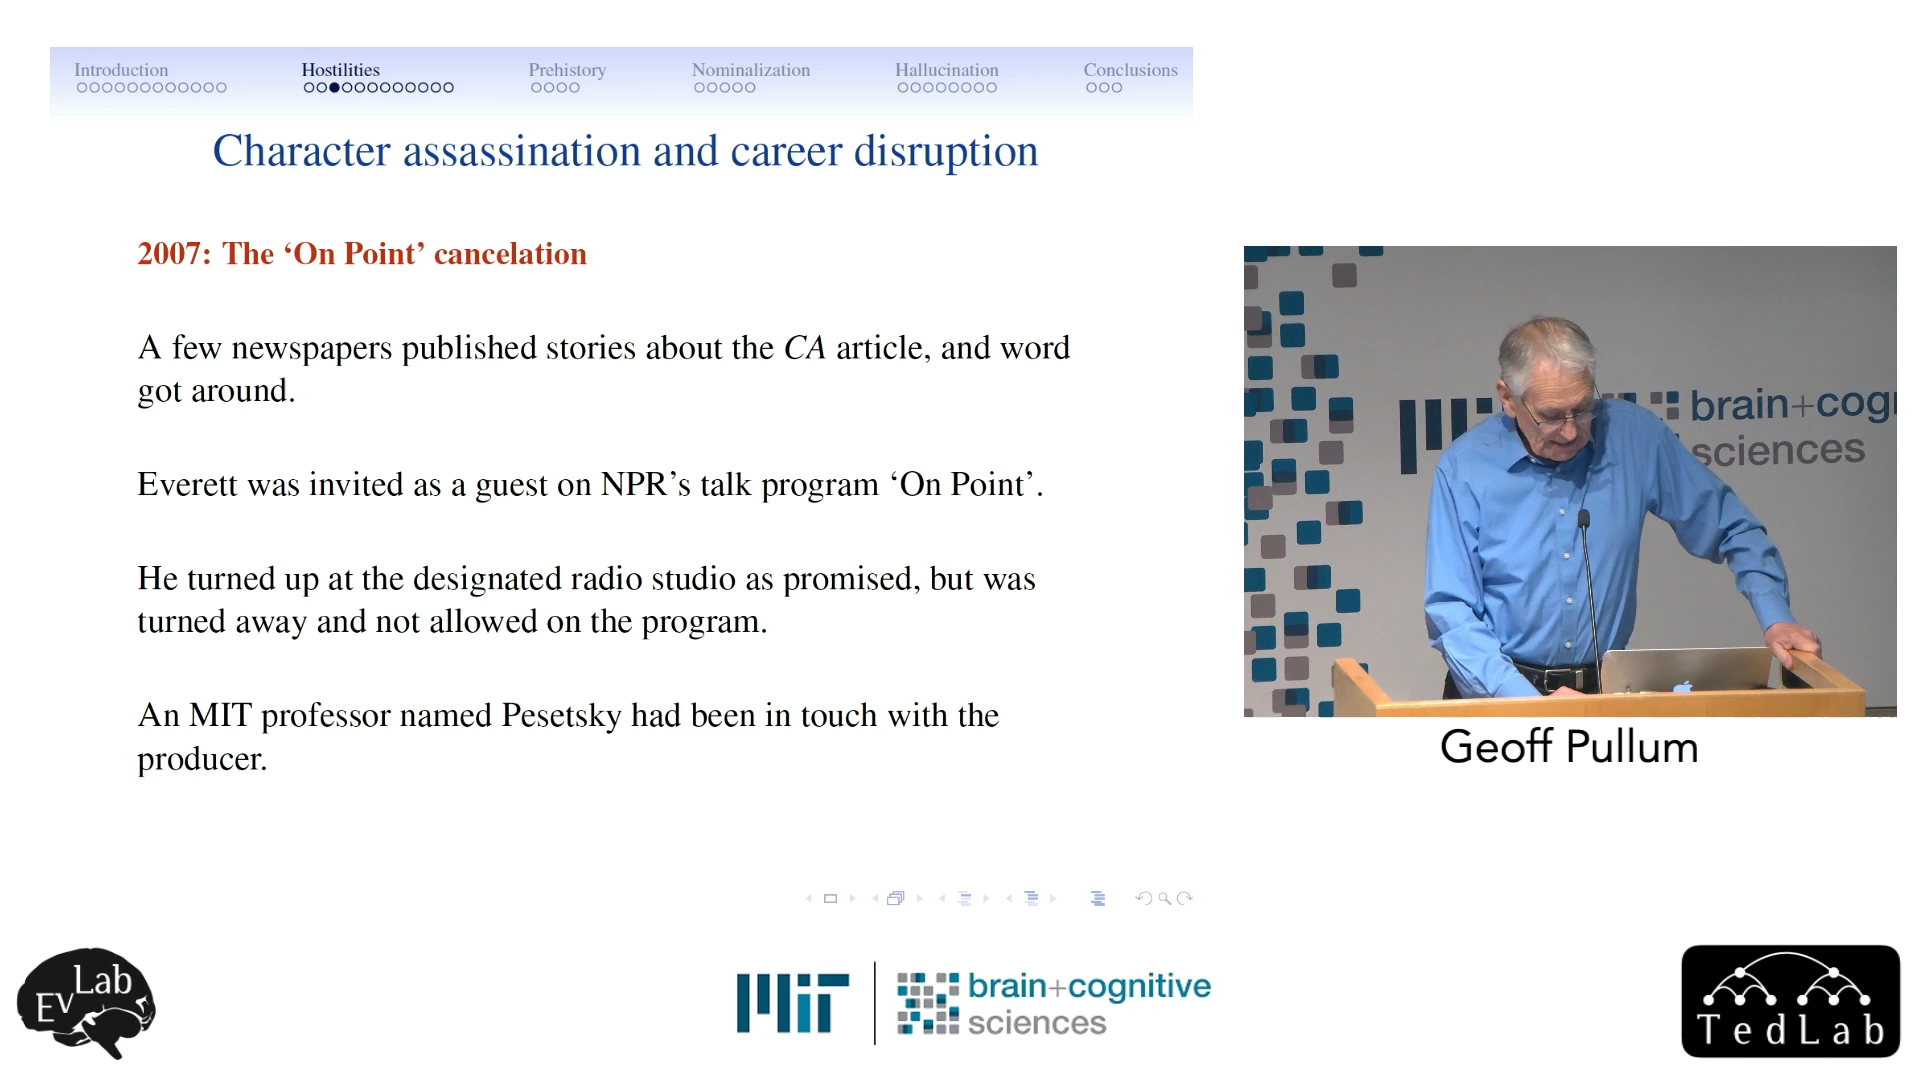 Introduction
Hostilities
Prehistory
Nominalization
Hallucination
Conclusions
Character assassination and career disruption
2007: The ‘On Point’ cancelation
A few newspapers published stories about the CA article, and word
got around.
Everett was invited as a guest on NPR’s talk program ‘On Point’.
He turned up at the designated radio studio as promised, but was
turned away and not allowed on the program.
An MIT professor named Pesetsky had been in touch with the
producer.
brain+cog
sciences
Geoff Pullum
EvLab
MIT
brain+cognitive
sciences
TedLab